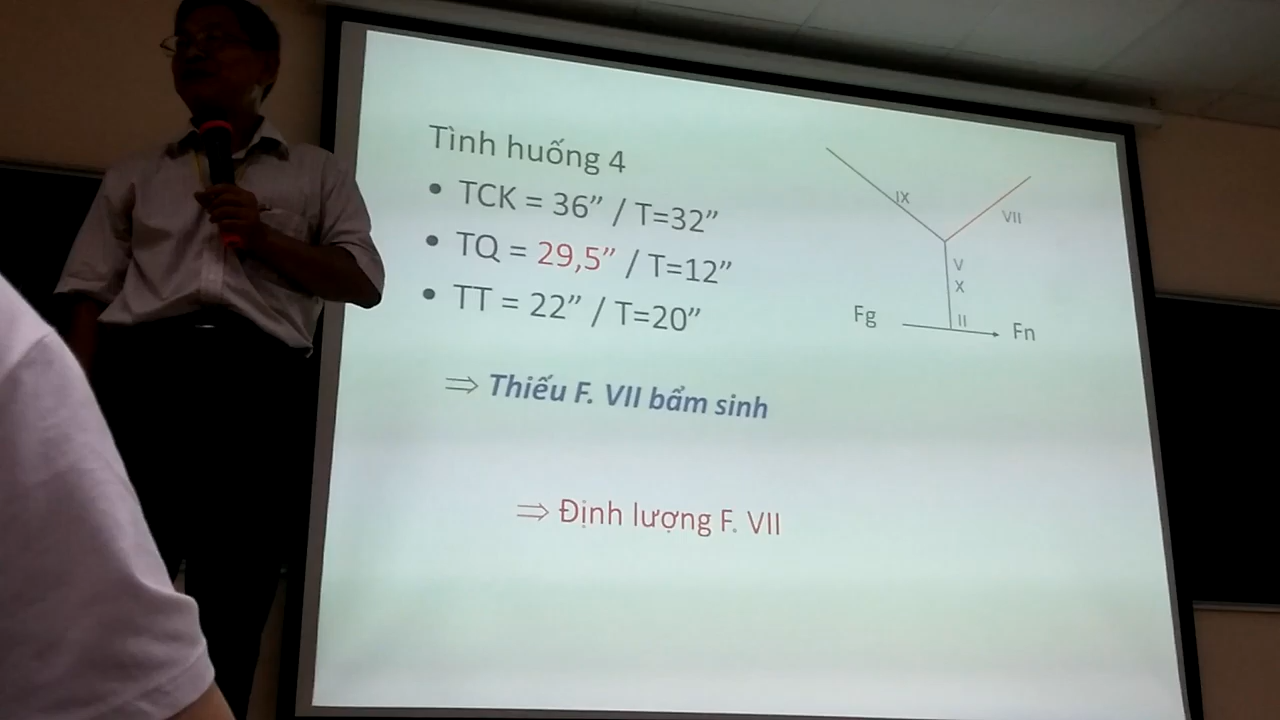 Tình huống 4
• TCK = 36” / T=32”
• TQ = 29,5” / T=12”
• TT = 22” / T=20”
⇒ Thiếu F. VII bẩm sinh
⇒ Định lượng F. VII
IX
VII
V
X
II
Fg
Fn